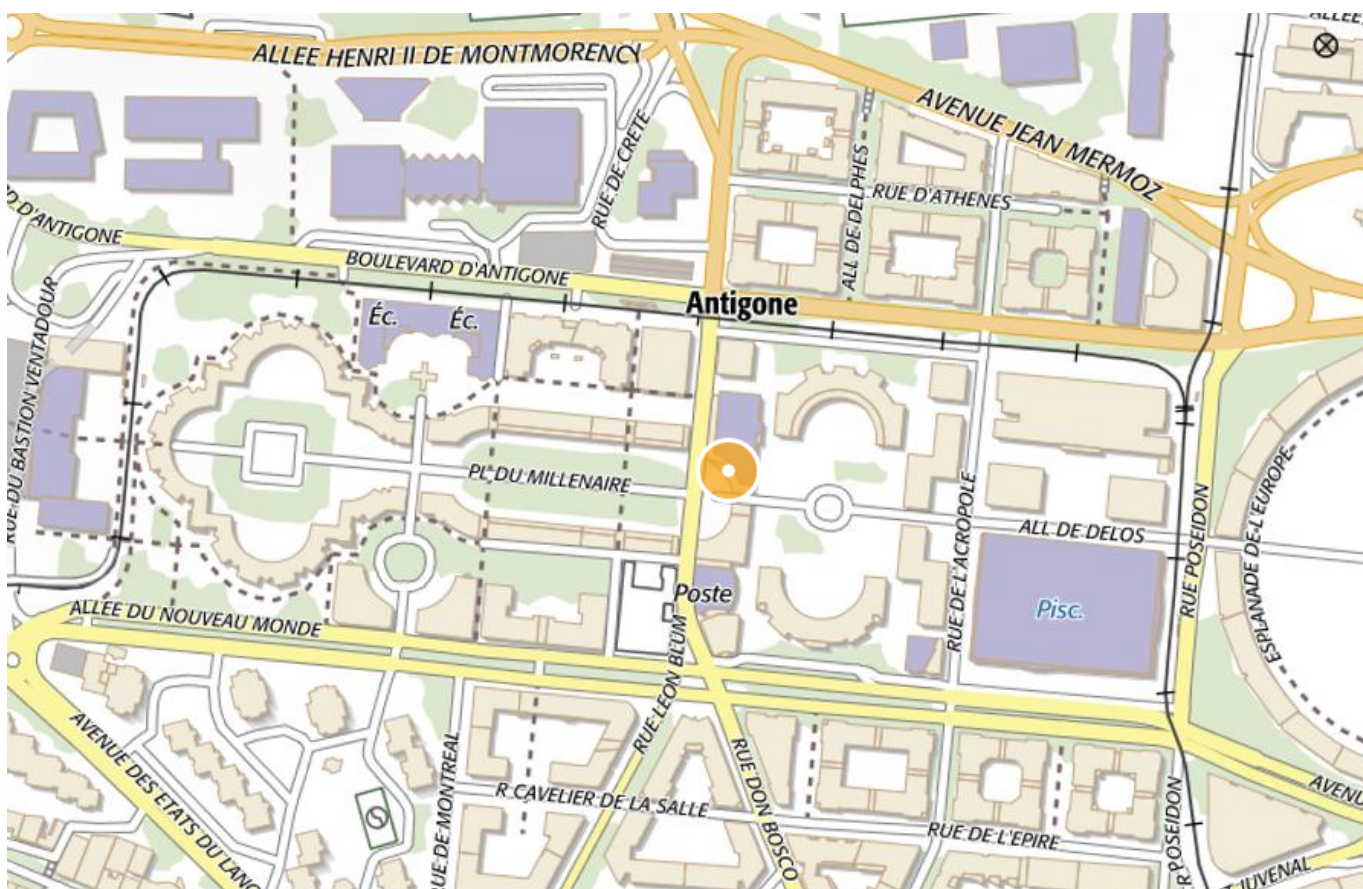 ALLEE
ALLEE HENRI II DE MONTMORENCY
AVENUE JEAN MERMOZ
RUE DE CRETE
ALL DE DELPHES
RUE D'ATHENES
D D'ANTIGONE
BOULEVARD D'ANTIGONE
Antigone
Éc.
Éc.
RUE DU BASTION VENTADOUR
PL DU MILLENAIRE
RUE DE L'ACROPOLE
ALL DE DELOS
RUE POSEIDON
ESPLANADE DE L'EUROPE
Poste
Pisc.
ALLEE DU NOUVEAU MONDE
RUE LEON BLUM
AVENUE DES ETATS DU LANG
RUE DE MONTREAL
R CAVELIER DE LA SALLE
RUE DON BOSCO
RUE DE L'EPIRE
R POSEIDON
AVENU
T JUVENAL